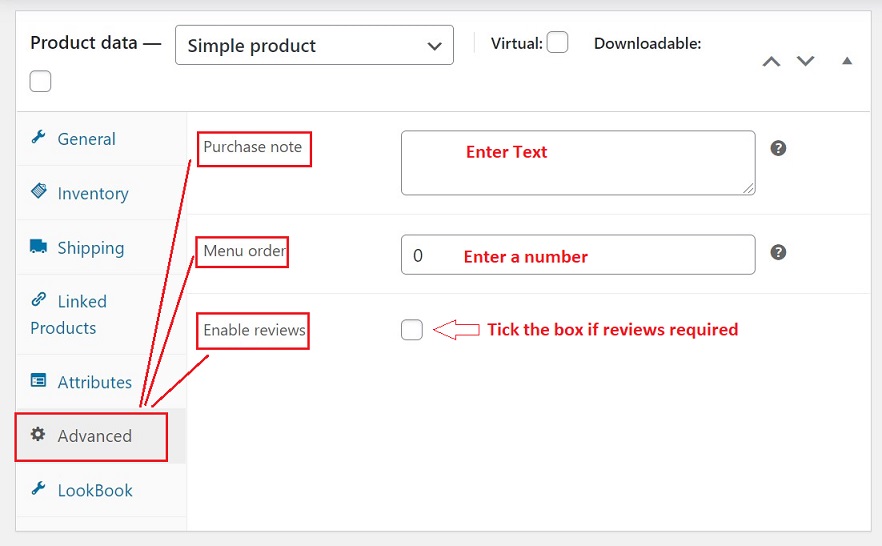 Product data — Simple product Virtual: Downloadable:
General
Inventory
Shipping
Linked
Products
Attributes
Advanced
LookBook
Purchase note Enter Text ?
Menu order 0 Enter a number ?
Enable reviews Tick the box if reviews required